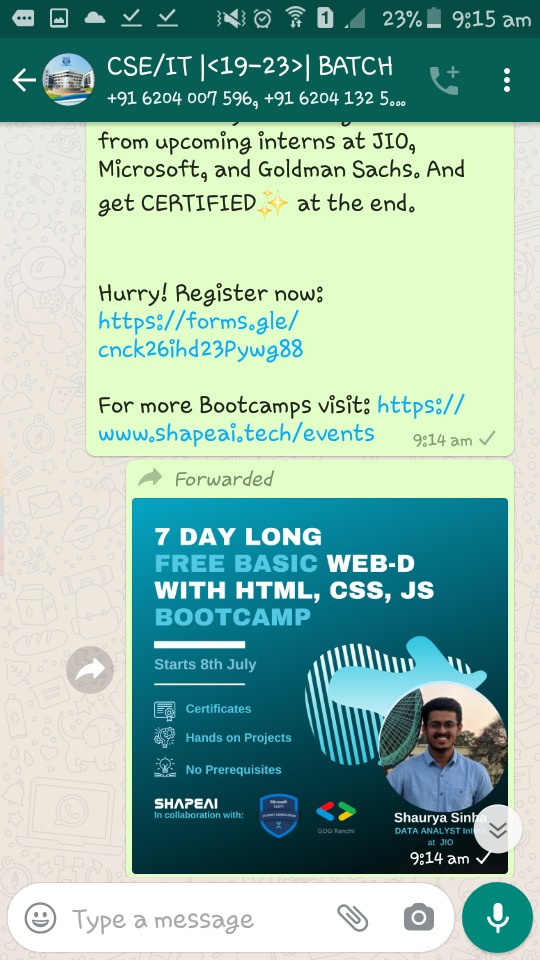 23% 9:15 am
CSE/IT |<19-23>| BATCH
+91 6204 007 596, +91 6204 132 5...
from upcoming interns at JIO,
Microsoft, and Goldman Sachs. And
get CERTIFIED✨ at the end.
Hurry! Register now:
https://forms.gle/
cnck26ihd23Pywg88
For more Bootcamps visit: https://
www.shapeai.tech/events
9:14 am
Forwarded
7 DAY LONG
FREE BASIC WEB-D
WITH HTML, CSS, JS
BOOTCAMP
Starts 8th July
Certificates
Hands on Projects
No Prerequisites
SHAPEAI
In collaboration with:
Microsoft
Learn
GDG Ranchi
Shaurya Sinha
DATA ANALYST Intern
at JIO
9:14 am
Type a message